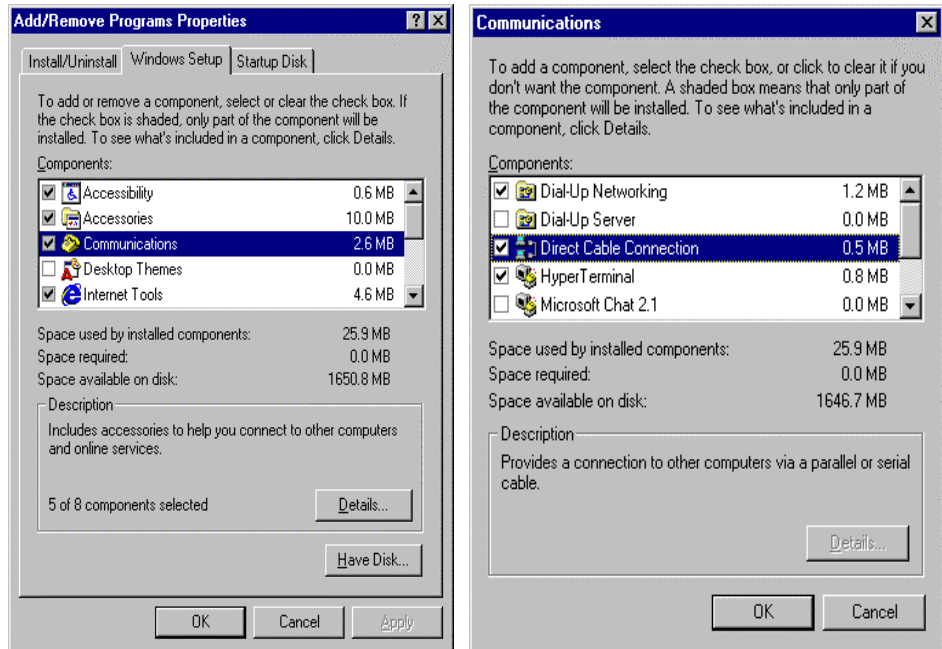 Add/Remove Programs Properties
Install/Uninstall Windows Setup Startup Disk
To add or remove a component, select or clear the check box. If
the check box is shaded, only part of the component will be
installed. To see what's included in a component, click Details.
Components:
Accessibility 0.6 MB
Accessories 10.0 MB
Communications 2.6 MB
Desktop Themes 0.0 MB
Internet Tools 4.6 MB
Space used by installed components: 25.9 MB
Space required: 0.0 MB
Space available on disk: 1650.8 MB
Description
Includes accessories to help you connect to other computers
and online services.
5 of 8 components selected Details...
Have Disk...
OK Cancel Apply
Communications
To add a component, select the check box, or click to clear it if you
don't want the component. A shaded box means that only part of
the component will be installed. To see what's included in a
component, click Details.
Components:
Dial-Up Networking 1.2 MB
Dial-Up Server 0.0 MB
Direct Cable Connection 0.5 MB
HyperTerminal 0.8 MB
Microsoft Chat 2.1 0.0 MB
Space used by installed components: 25.9 MB
Space required: 0.0 MB
Space available on disk: 1646.7 MB
Description
Provides a connection to other computers via a parallel or serial
cable.
Details...
OK Cancel